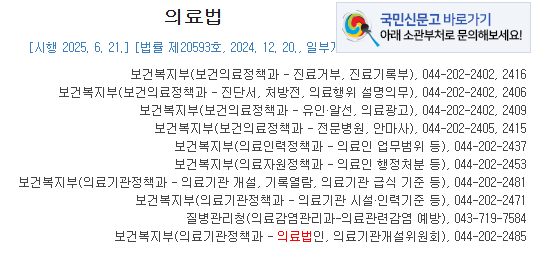 의료법
국민신문고 바로가기
아래 소관부처로 문의해보세요!
[시행 2025. 6. 21.] [법률 제20593호, 2024. 12. 20., 일부개
보건복지부(보건의료정책과 - 진료거부, 진료기록부), 044-202-2402, 2416
보건복지부(보건의료정책과 - 진단서, 처방전, 의료행위 설명의무), 044-202-2402, 2406
보건복지부(보건의료정책과 - 유인·알선, 의료광고), 044-202-2402, 2409
보건복지부(보건의료정책과 - 전문병원, 안마사), 044-202-2405, 2415
보건복지부(의료인력정책과 - 의료인 업무범위 등), 044-202-2437
보건복지부(의료자원정책과 - 의료인 행정처분 등), 044-202-2453
보건복지부(의료기관정책과 - 의료기관 개설, 기록열람, 의료기관 급식 기준 등), 044-202-2481
보건복지부(의료기관정책과 - 의료기관 시설·인력기준 등), 044-202-2471
질병관리청(의료감염관리과-의료관련감염 예방), 043-719-7584
보건복지부(의료기관정책과 - 의료법인, 의료기관개설위원회), 044-202-2485